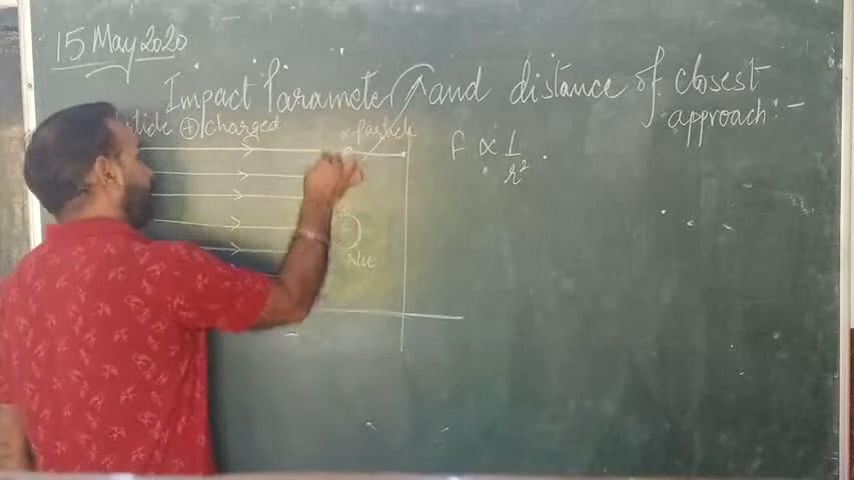 15 May 2020
Impact Parameter and distance of closest
approach :-
⊕ charged
α-particle
F ∝ 1/r² .
Nu